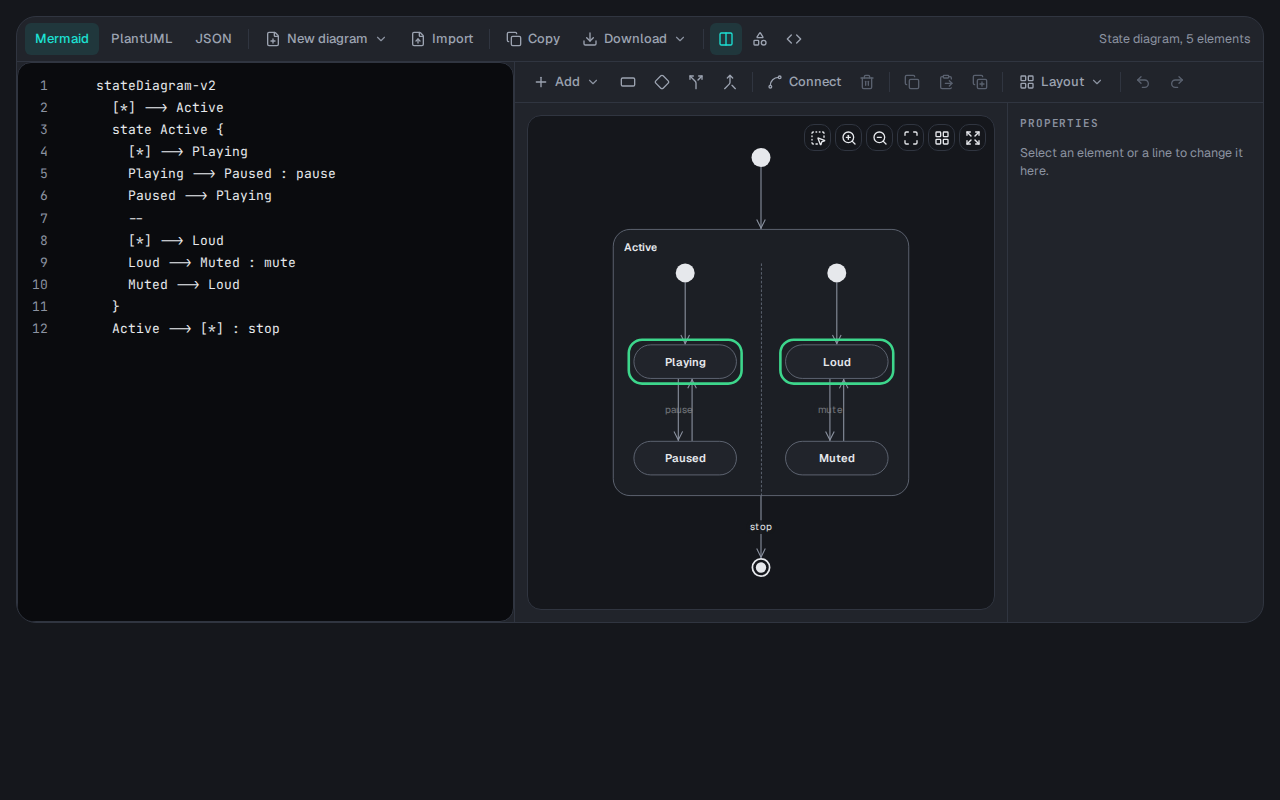 Mermaid PlantUML JSON New diagram Import Copy Download State diagram, 5 elements
Add Connect Layout
1 stateDiagram-v2
2 [*] --> Active
3 state Active {
4 [*] --> Playing
5 Playing --> Paused : pause
6 Paused --> Playing
7 --
8 [*] --> Loud
9 Loud --> Muted : mute
10 Muted --> Loud
11 }
12 Active --> [*] : stop
Active
Playing Loud
pause mute
Paused Muted
stop
PROPERTIES
Select an element or a line to change it
here.